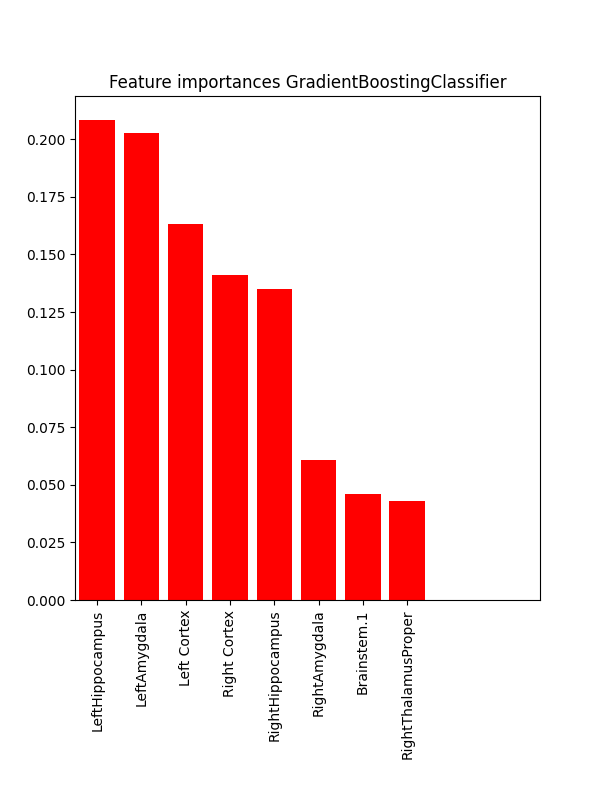 Feature importances GradientBoostingClassifier
0.200
0.175
0.150
0.125
0.100
0.075
0.050
0.025
0.000
LeftHippocampus
LeftAmygdala
Left Cortex
Right Cortex
RightHippocampus
RightAmygdala
Brainstem.1
RightThalamusProper